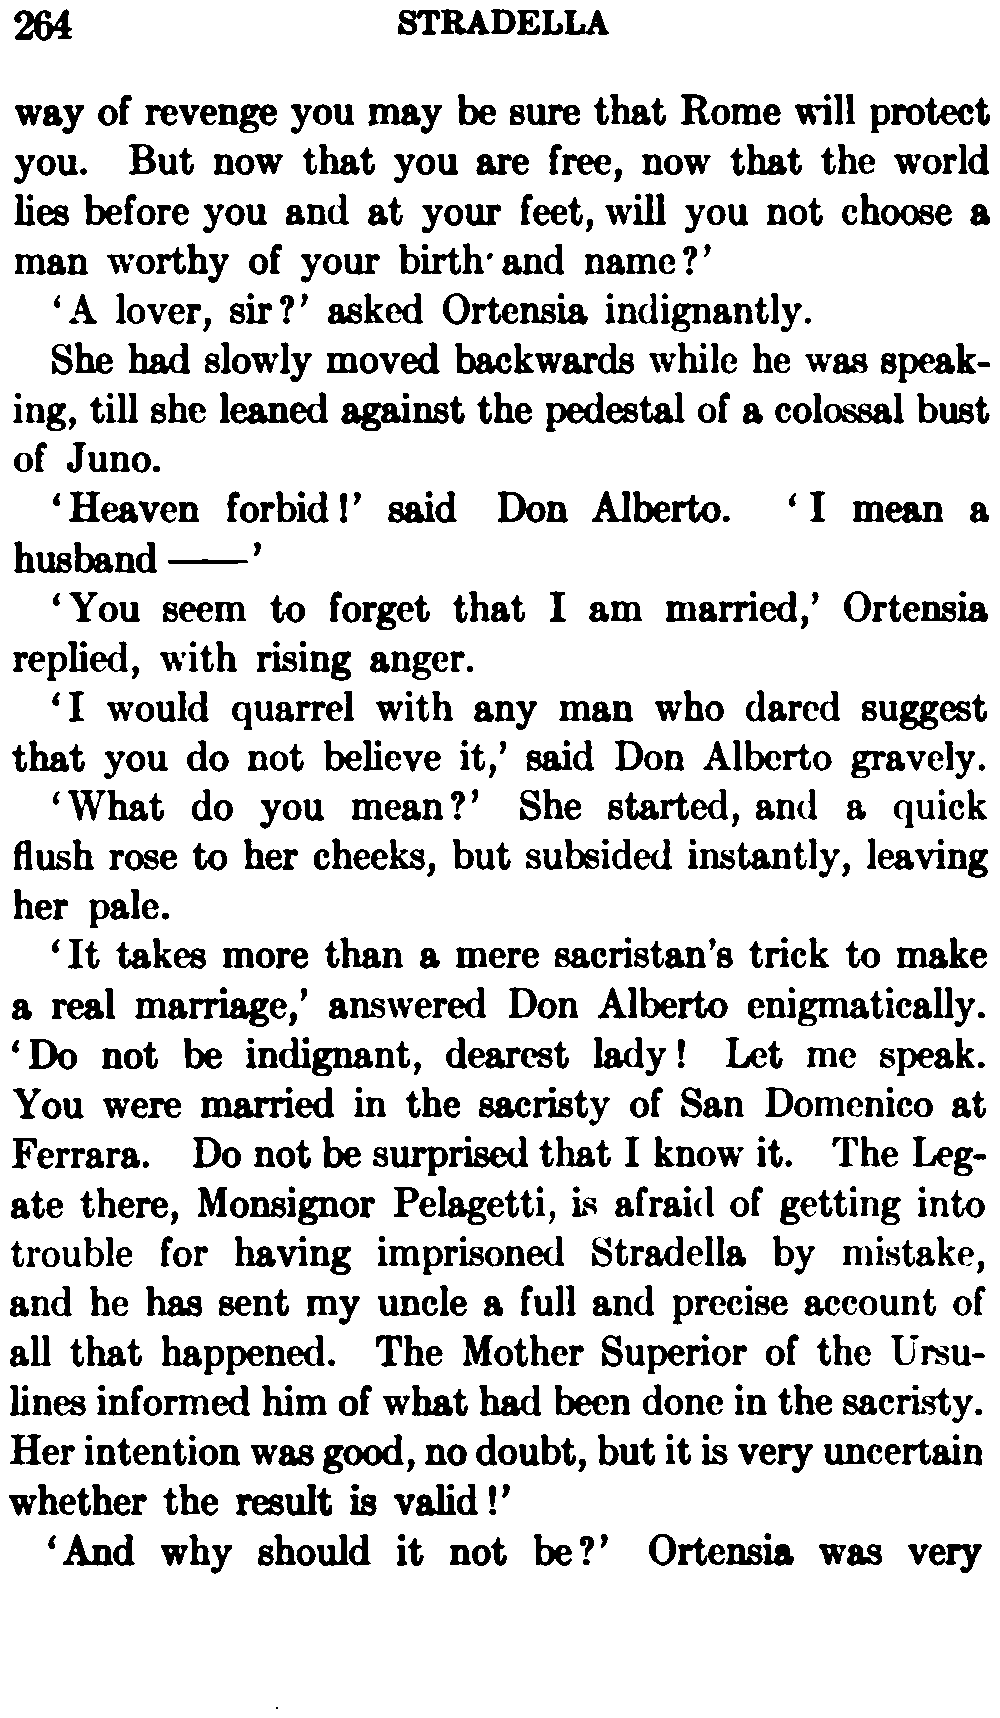 264 STRADELLA
way of revenge you may be sure that Rome will protect
you. But now that you are free, now that the world
lies before you and at your feet, will you not choose a
man worthy of your birth and name?’
‘A lover, sir?’ asked Ortensia indignantly.
She had slowly moved backwards while he was speak-
ing, till she leaned against the pedestal of a colossal bust
of Juno.
‘Heaven forbid!’ said Don Alberto. ‘I mean a
husband ——’
‘You seem to forget that I am married,’ Ortensia
replied, with rising anger.
‘I would quarrel with any man who dared suggest
that you do not believe it,’ said Don Alberto gravely.
‘What do you mean?’ She started, and a quick
flush rose to her cheeks, but subsided instantly, leaving
her pale.
‘It takes more than a mere sacristan’s trick to make
a real marriage,’ answered Don Alberto enigmatically.
‘Do not be indignant, dearest lady! Let me speak.
You were married in the sacristy of San Domenico at
Ferrara. Do not be surprised that I know it. The Leg-
ate there, Monsignor Pelagetti, is afraid of getting into
trouble for having imprisoned Stradella by mistake,
and he has sent my uncle a full and precise account of
all that happened. The Mother Superior of the Ursu-
lines informed him of what had been done in the sacristy.
Her intention was good, no doubt, but it is very uncertain
whether the result is valid!’
‘And why should it not be?’ Ortensia was very